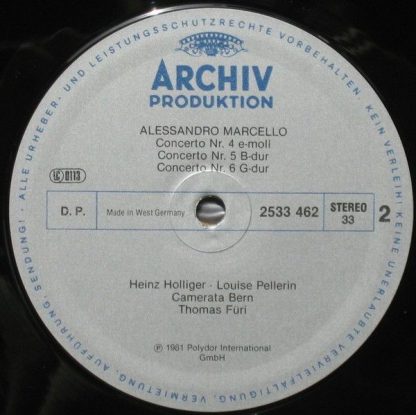 ALLE URHEBER- UND LEISTUNGSSCHUTZRECHTE VORBEHALTEN. KEIN VERLEIH! KEINE UNERLAUBTE VERVIELFÄLTIGUNG, VERMIETUNG, AUFFÜHRUNG, SENDUNG!
ARCHIV
PRODUKTION
ALESSANDRO MARCELLO
Concerto Nr. 4 e-moll
Concerto Nr. 5 B-dur
Concerto Nr. 6 G-dur
LC 0113
D. P.
Made in West Germany
2533 462
STEREO
33
2
Heinz Holliger · Louise Pellerin
Camerata Bern
Thomas Füri
℗ 1981 Polydor International
GmbH